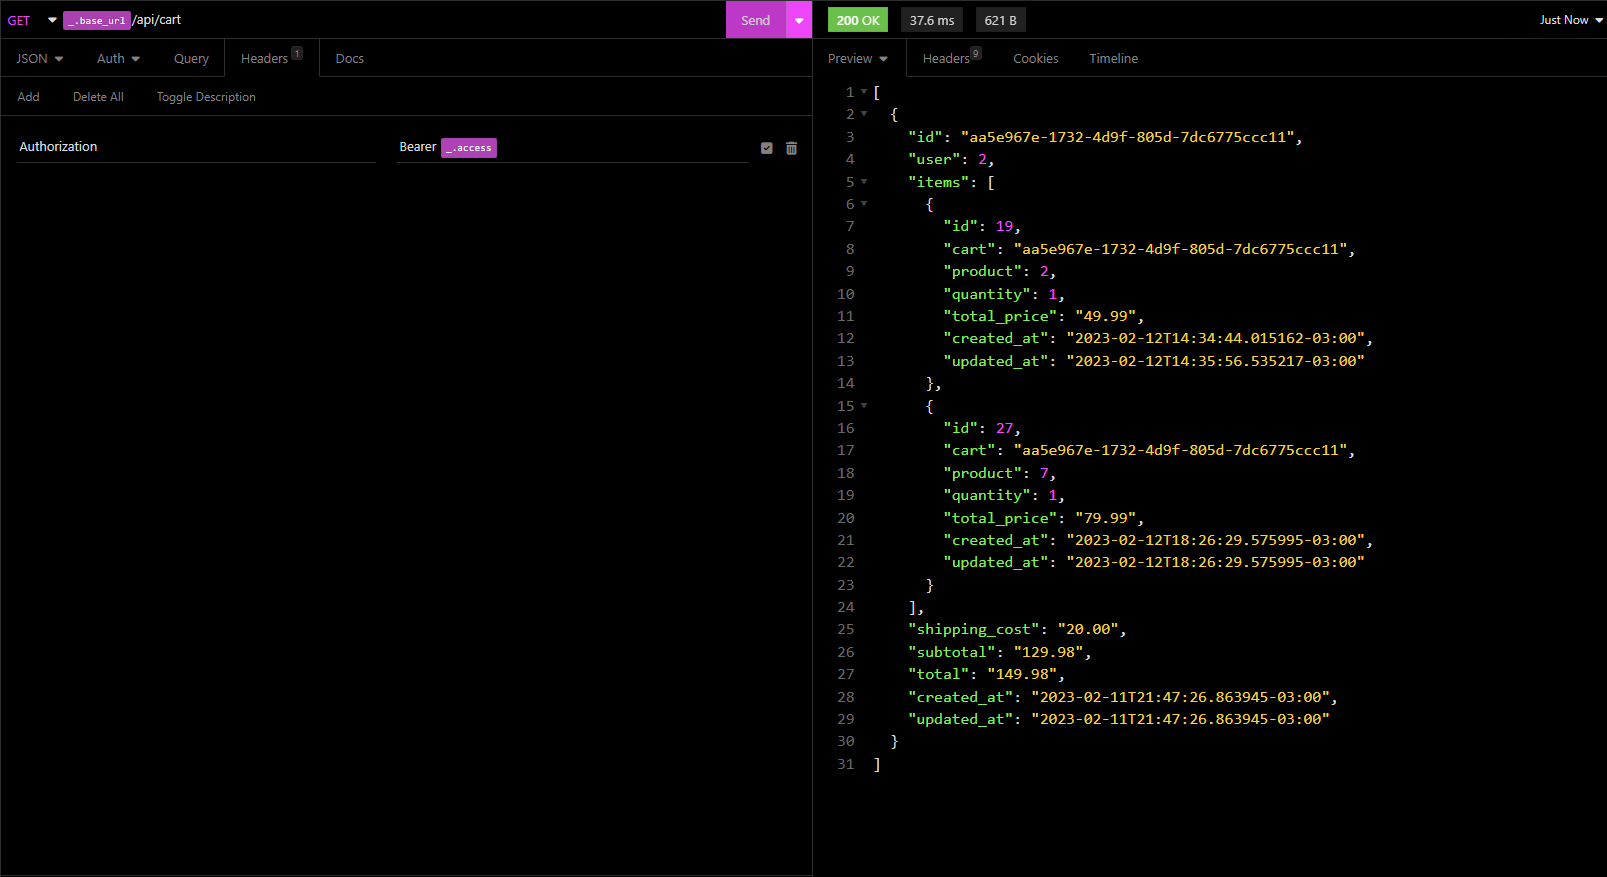 GET _.base_url/api/cart Send
JSON Auth Query Headers 1 Docs
Add Delete All Toggle Description
Authorization Bearer _.access
200 OK 37.6 ms 621 B Just Now
Preview Headers 9 Cookies Timeline
1 [
2 {
3 "id": "aa5e967e-1732-4d9f-805d-7dc6775ccc11",
4 "user": 2,
5 "items": [
6 {
7 "id": 19,
8 "cart": "aa5e967e-1732-4d9f-805d-7dc6775ccc11",
9 "product": 2,
10 "quantity": 1,
11 "total_price": "49.99",
12 "created_at": "2023-02-12T14:34:44.015162-03:00",
13 "updated_at": "2023-02-12T14:35:56.535217-03:00"
14 },
15 {
16 "id": 27,
17 "cart": "aa5e967e-1732-4d9f-805d-7dc6775ccc11",
18 "product": 7,
19 "quantity": 1,
20 "total_price": "79.99",
21 "created_at": "2023-02-12T18:26:29.575995-03:00",
22 "updated_at": "2023-02-12T18:26:29.575995-03:00"
23 }
24 ],
25 "shipping_cost": "20.00",
26 "subtotal": "129.98",
27 "total": "149.98",
28 "created_at": "2023-02-11T21:47:26.863945-03:00",
29 "updated_at": "2023-02-11T21:47:26.863945-03:00"
30 }
31 ]